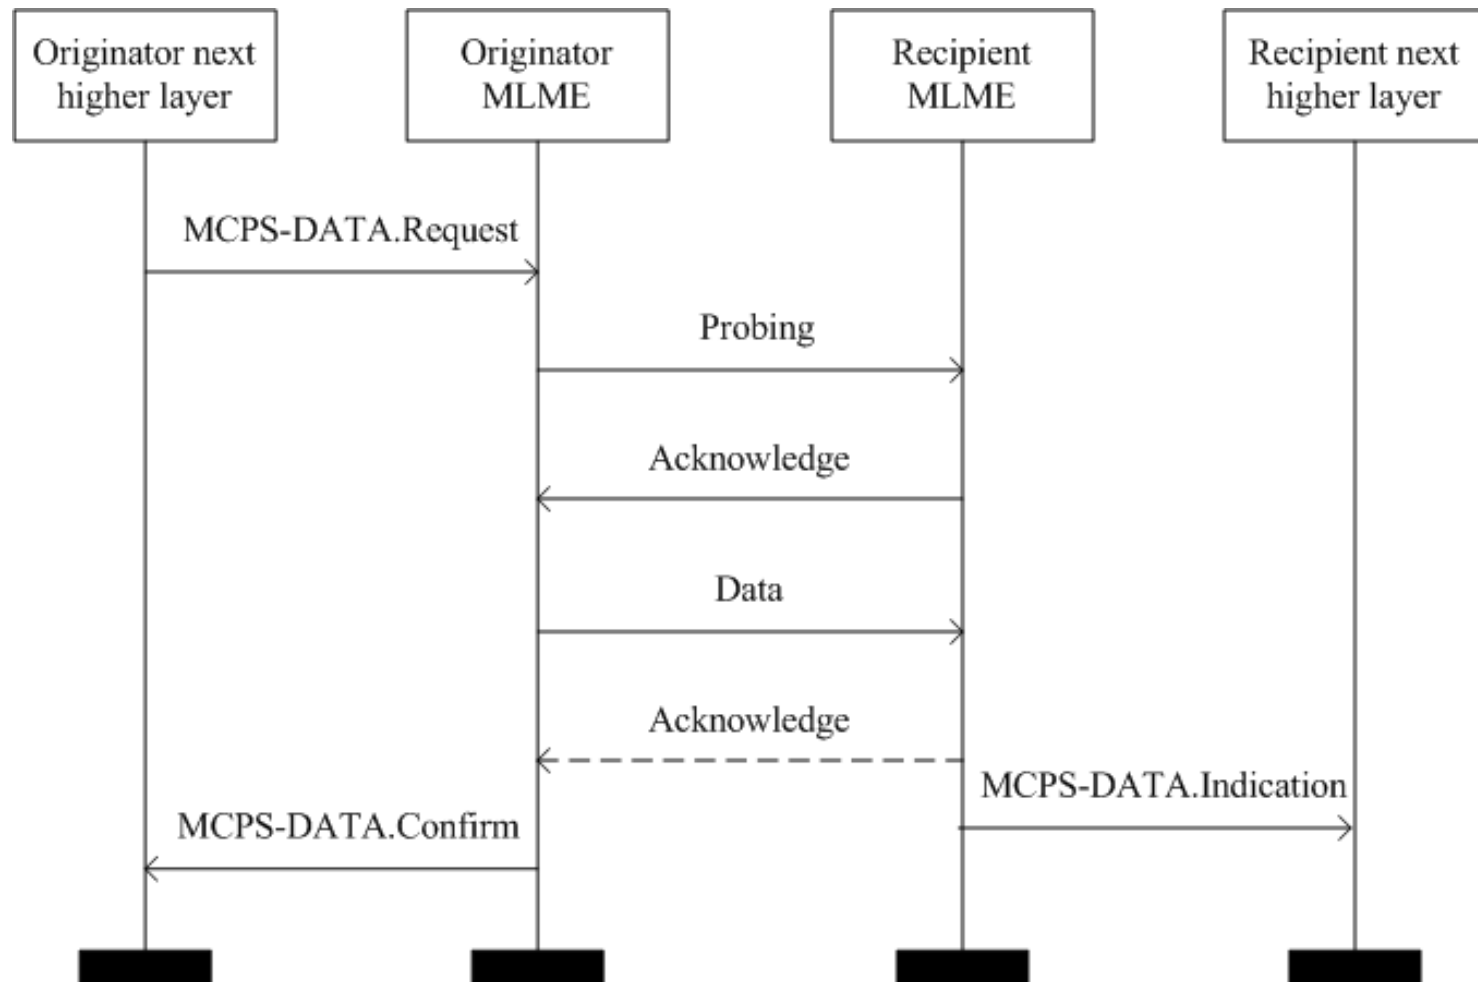 Originator next
higher layer
Originator
MLME
Recipient
MLME
Recipient next
higher layer
MCPS-DATA.Request
Probing
Acknowledge
Data
Acknowledge
MCPS-DATA.Indication
MCPS-DATA.Confirm